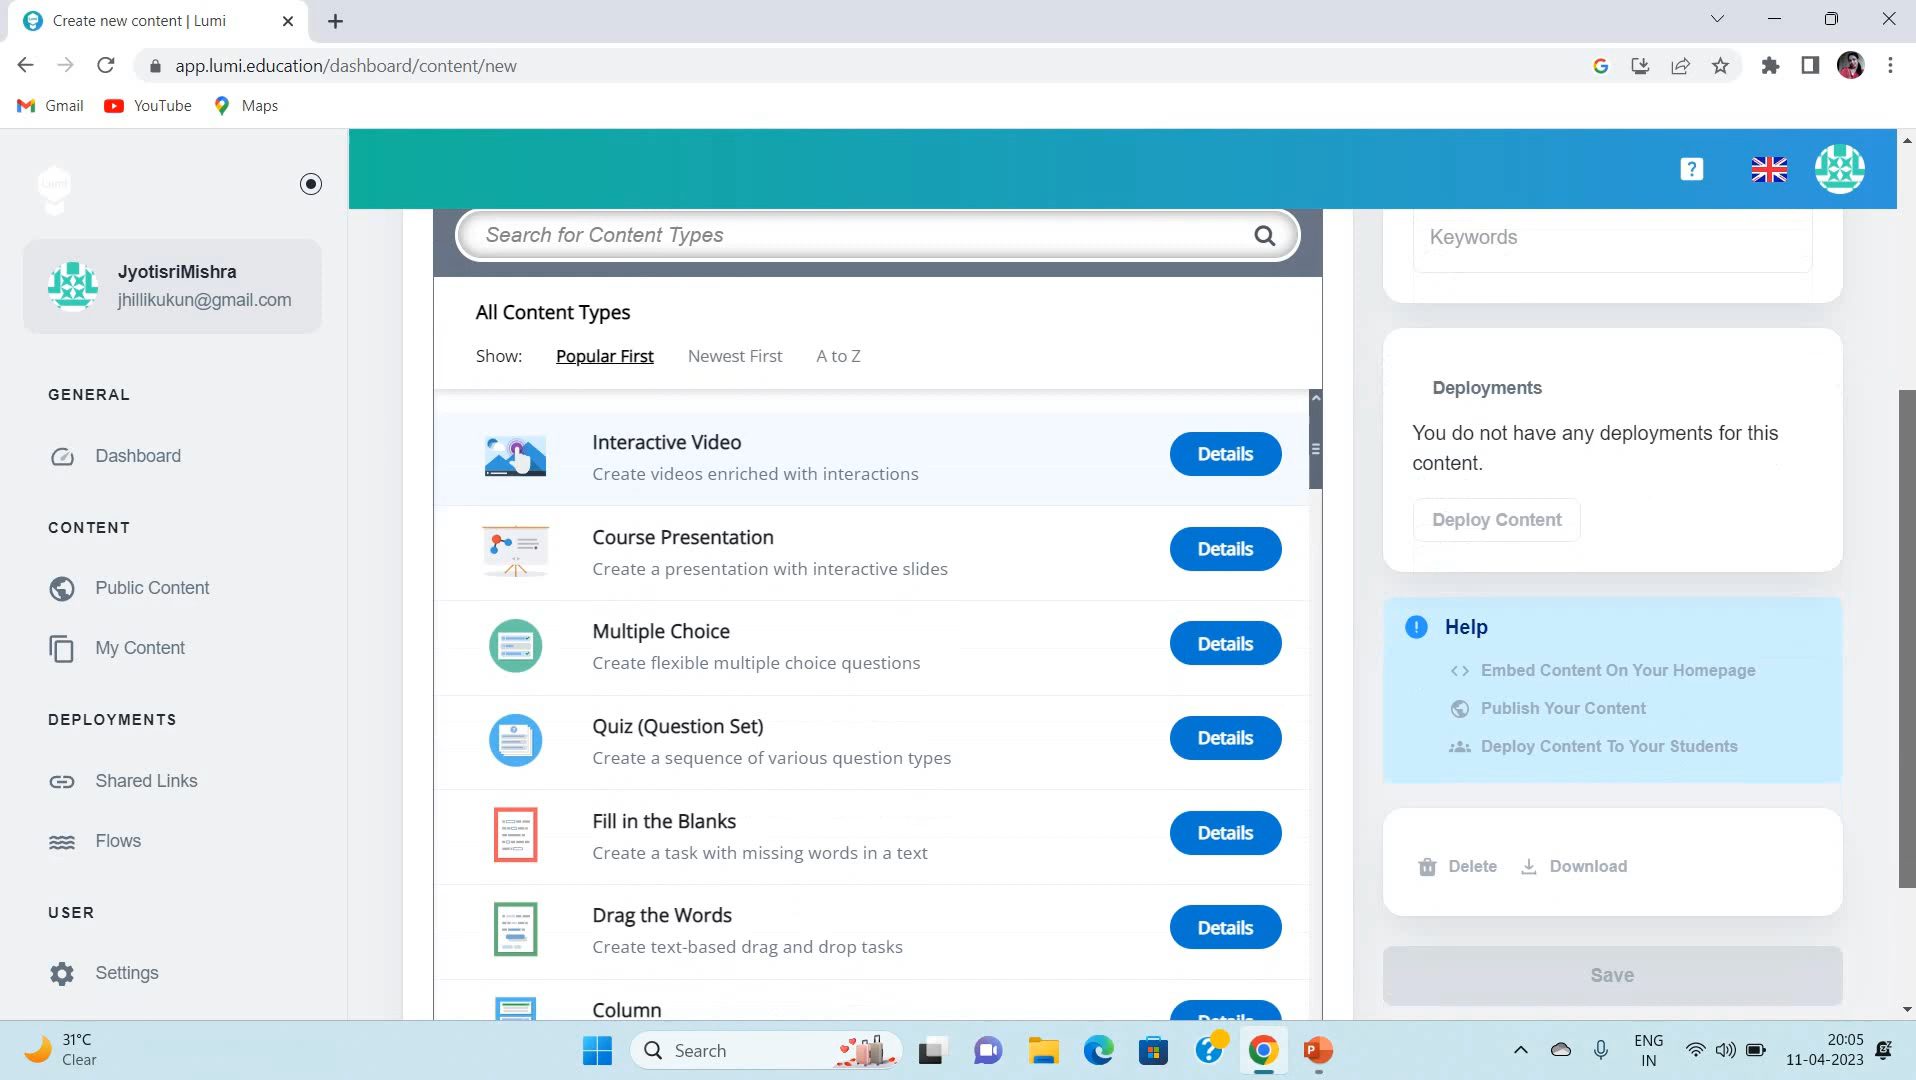 Create new content | Lumi
app.lumi.education/dashboard/content/new
Gmail
YouTube
Maps
Lumi
?
JyotisriMishra
jhillikukun@gmail.com
GENERAL
Dashboard
CONTENT
Public Content
My Content
DEPLOYMENTS
Shared Links
Flows
USER
Settings
Search for Content Types
All Content Types
Show: Popular First Newest First A to Z
Interactive Video
Create videos enriched with interactions
Details
Course Presentation
Create a presentation with interactive slides
Details
Multiple Choice
Create flexible multiple choice questions
Details
Quiz (Question Set)
Create a sequence of various question types
Details
Fill in the Blanks
Create a task with missing words in a text
Details
Drag the Words
Create text-based drag and drop tasks
Details
Column
Details
Keywords
Deployments
You do not have any deployments for this
content.
Deploy Content
Help
Embed Content On Your Homepage
Publish Your Content
Deploy Content To Your Students
Delete Download
Save
31°C
Clear
Search
ENG
IN
20:05
11-04-2023